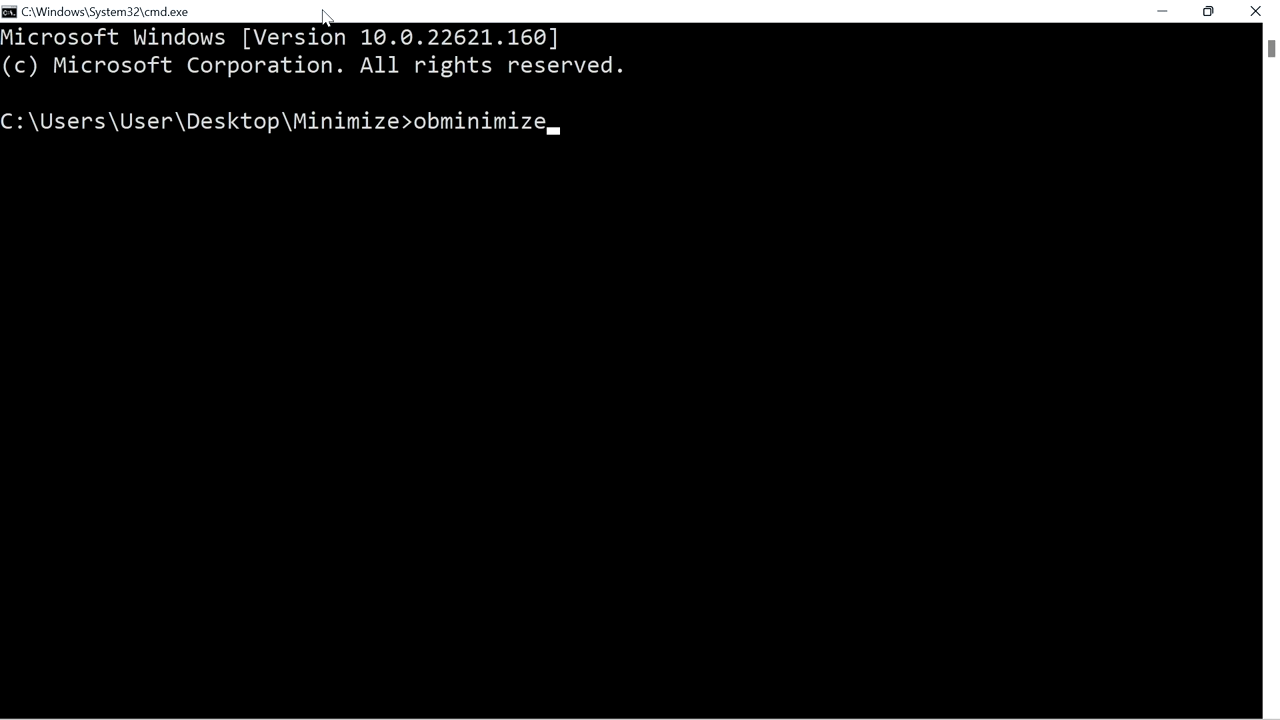 C:\Windows\System32\cmd.exe
Microsoft Windows [Version 10.0.22621.160]
(c) Microsoft Corporation. All rights reserved.
C:\Users\User\Desktop\Minimize>obminimize